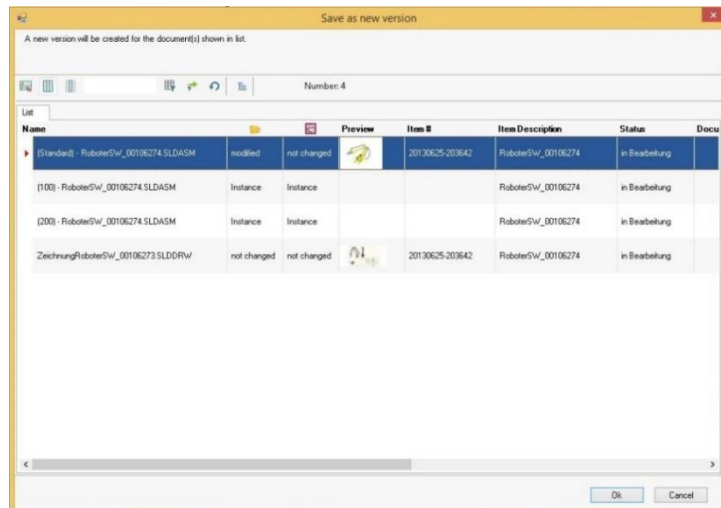 Save as new version
A new version will be created for the document(s) shown in list.
Number: 4
List
Name Preview Item # Item Description Status Docu
(Standard) - RoboterSW_00106274.SLDASM modified not changed 20130625-203642 RoboterSW_00106274 in Bearbeitung
(100) - RoboterSW_00106274.SLDASM Instance Instance RoboterSW_00106274 in Bearbeitung
(200) - RoboterSW_00106274.SLDASM Instance Instance RoboterSW_00106274 in Bearbeitung
ZeichnungRoboterSW_00106273.SLDDRW not changed not changed 20130625-203642 RoboterSW_00106274 in Bearbeitung
Ok Cancel